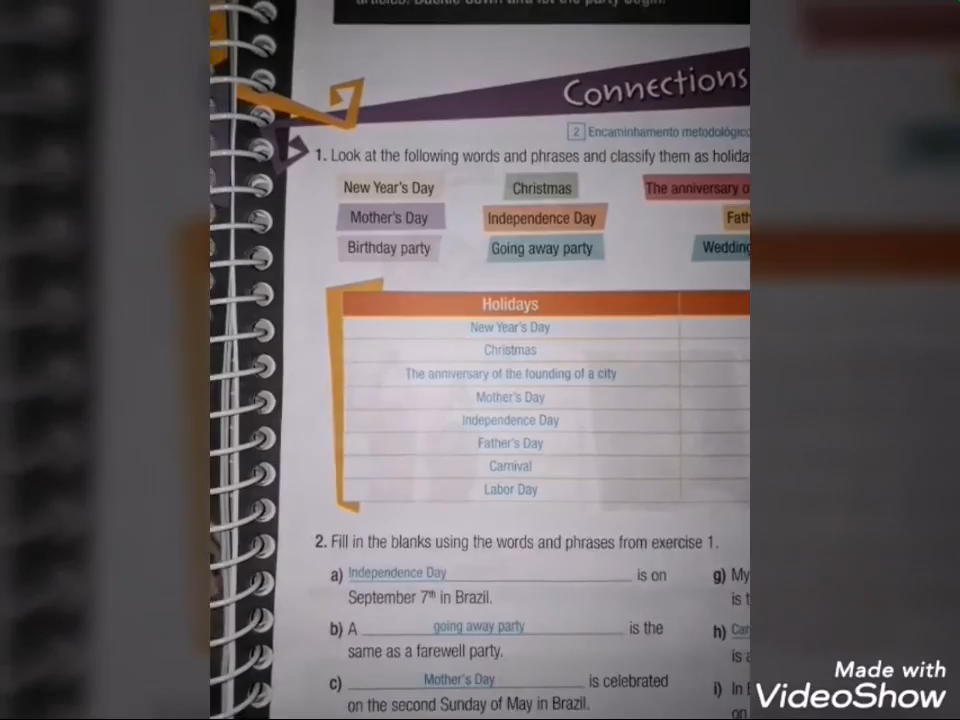 Connections
2 Encaminhamento metodológico
1. Look at the following words and phrases and classify them as holida
New Year's Day Christmas The anniversary o
Mother's Day Independence Day Fath
Birthday party Going away party Wedding
Holidays
New Year's Day
Christmas
The anniversary of the founding of a city
Mother's Day
Independence Day
Father's Day
Carnival
Labor Day
2. Fill in the blanks using the words and phrases from exercise 1.
a) Independence Day is on g) My
September 7th in Brazil. is t
b) A going away party is the h) Car
same as a farewell party. is a
c) Mother's Day is celebrated i) In
on the second Sunday of May in Brazil. on
Made with
VideoShow